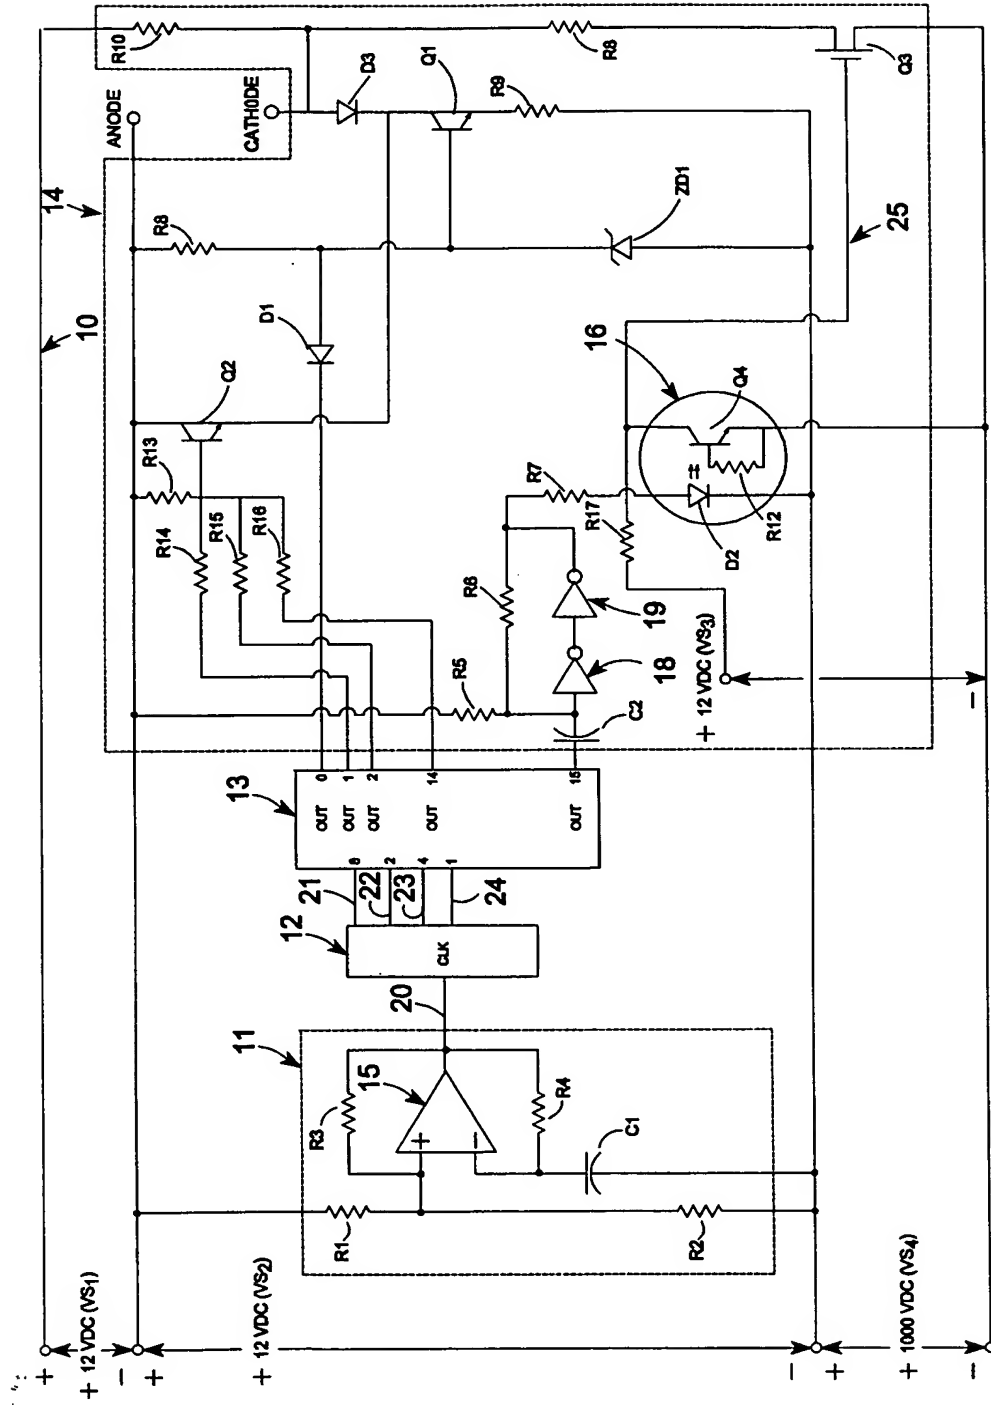 R10
R8
Q3
ANODE
CATHODE
D3
Q1
R9
14
R8
ZD1
25
10
D1
16
Q2
Q4
R13
R14
R15
R16
R7
R17
R12
D2
R6
19
18
R5
C2
+ 12 VDC (VS3)
−
13
OUT 0
OUT 1
OUT 2
OUT 14
OUT 15
8
2
4
1
21
22
23
24
12
CLK
20
11
R3
15
+
−
R4
C1
R1
R2
+ 12 VDC (VS1)
+ 12 VDC (VS2)
+ 1000 VDC (VS4)
+
−
+
−
+
−